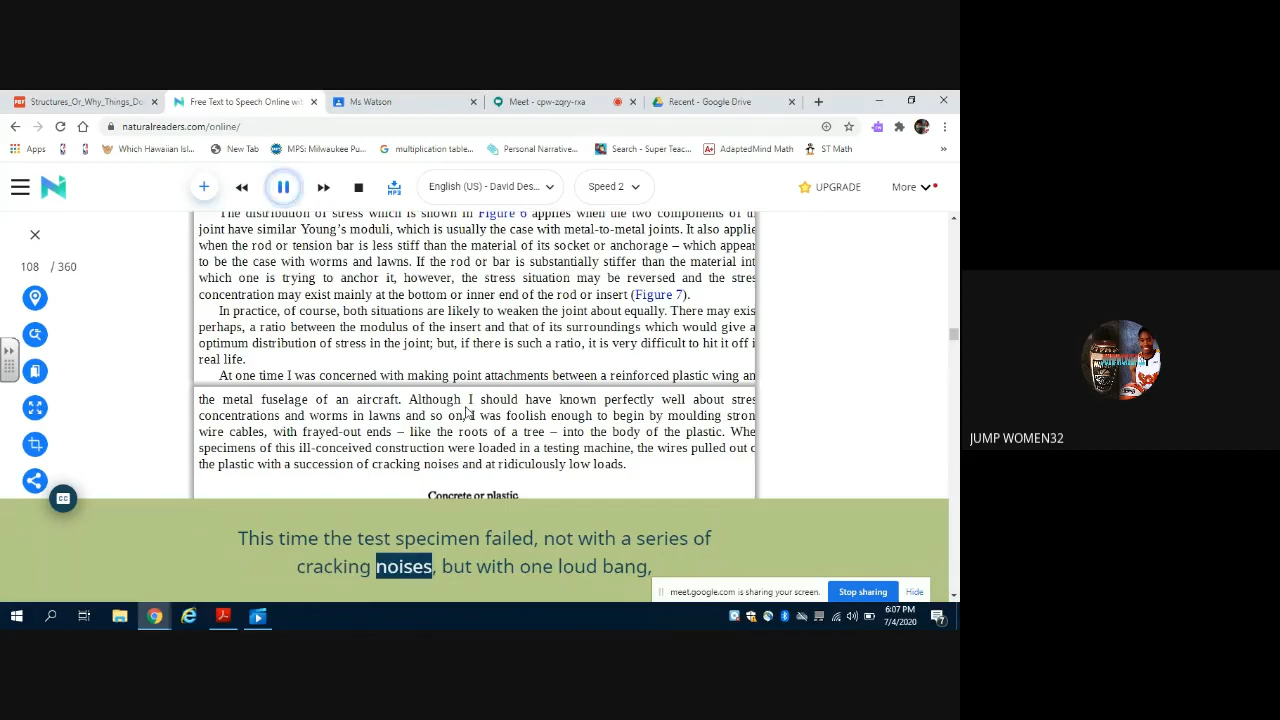 Structures_Or_Why_Things_Do
Free Text to Speech Online wit
Ms Watson
Meet - cpw-zqry-rxa
Recent - Google Drive
naturalreaders.com/online/
Apps
Which Hawaiian Isl...
New Tab
MPS: Milwaukee Pu...
multiplication table...
Personal Narrative...
Search - Super Teac...
AdaptedMind Math
ST Math
»
MP3
English (US) - David Des...
Speed 2
UPGRADE
More
108 / 360
The distribution of stress which is shown in Figure 6 applies when the two components of th
joint have similar Young's moduli, which is usually the case with metal-to-metal joints. It also applie
when the rod or tension bar is less stiff than the material of its socket or anchorage – which appear
to be the case with worms and lawns. If the rod or bar is substantially stiffer than the material int
which one is trying to anchor it, however, the stress situation may be reversed and the stres
concentration may exist mainly at the bottom or inner end of the rod or insert (Figure 7).
In practice, of course, both situations are likely to weaken the joint about equally. There may exis
perhaps, a ratio between the modulus of the insert and that of its surroundings which would give a
optimum distribution of stress in the joint; but, if there is such a ratio, it is very difficult to hit it off i
real life.
At one time I was concerned with making point attachments between a reinforced plastic wing an
the metal fuselage of an aircraft. Although I should have known perfectly well about stres
concentrations and worms in lawns and so on, I was foolish enough to begin by moulding stron
wire cables, with frayed-out ends – like the roots of a tree – into the body of the plastic. Whe
specimens of this ill-conceived construction were loaded in a testing machine, the wires pulled out o
the plastic with a succession of cracking noises and at ridiculously low loads.
Concrete or plastic
CC
This time the test specimen failed, not with a series of
cracking noises, but with one loud bang,
meet.google.com is sharing your screen.
Stop sharing
Hide
6:07 PM
7/4/2020
JUMP WOMEN32